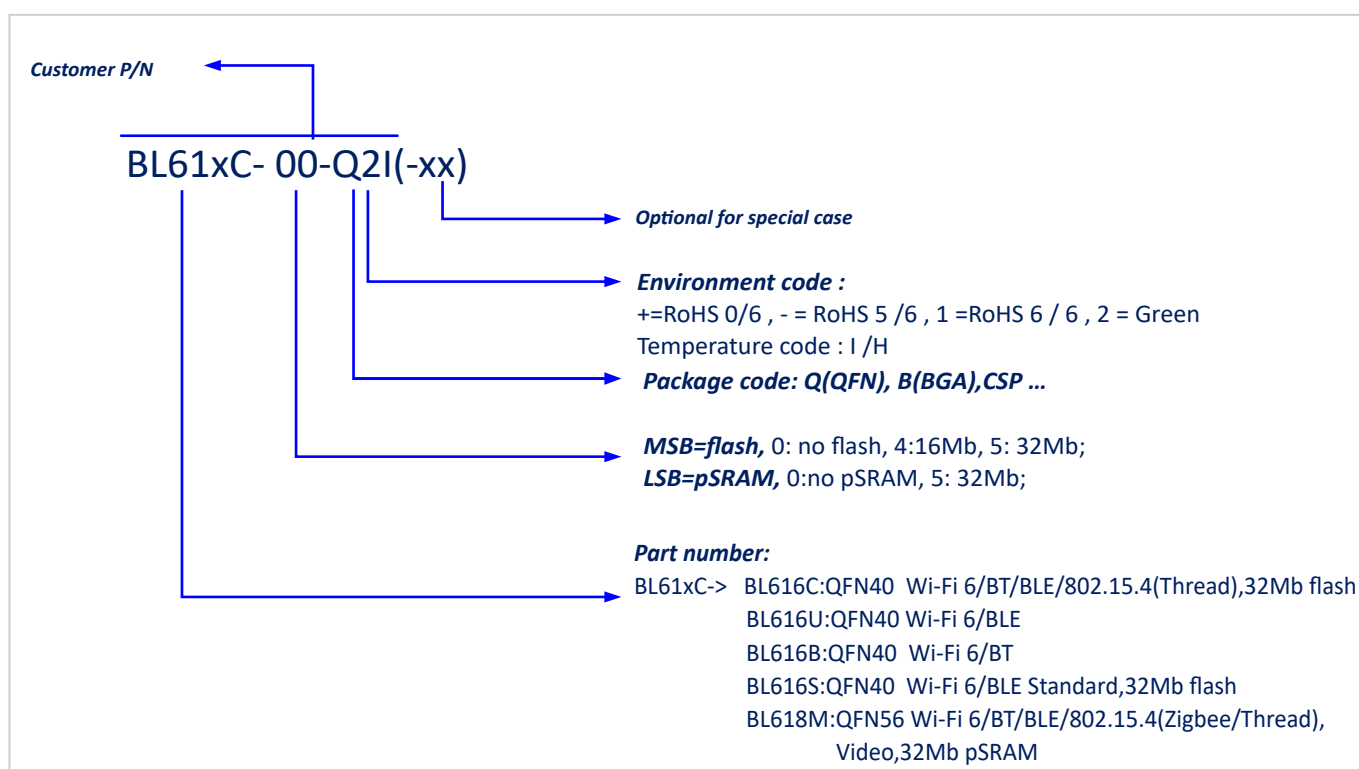 Customer P/N
BL61xC- 00-Q2I(-xx)
Optional for special case
Environment code :
+=RoHS 0/6 , - = RoHS 5 /6 , 1 =RoHS 6 / 6 , 2 = Green
Temperature code : I /H
Package code: Q(QFN), B(BGA),CSP ...
MSB=flash, 0: no flash, 4:16Mb, 5: 32Mb;
LSB=pSRAM, 0:no pSRAM, 5: 32Mb;
Part number:
BL61xC-> BL616C:QFN40 Wi-Fi 6/BT/BLE/802.15.4(Thread),32Mb flash
BL616U:QFN40 Wi-Fi 6/BLE
BL616B:QFN40 Wi-Fi 6/BT
BL616S:QFN40 Wi-Fi 6/BLE Standard,32Mb flash
BL618M:QFN56 Wi-Fi 6/BT/BLE/802.15.4(Zigbee/Thread),
Video,32Mb pSRAM